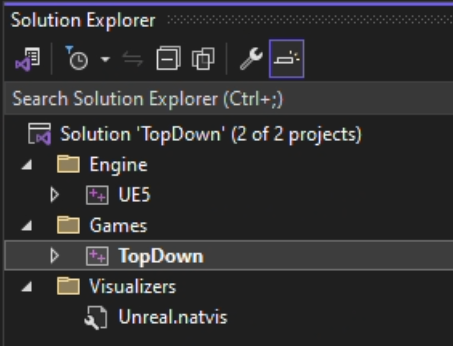 Solution Explorer
Search Solution Explorer (Ctrl+;)
Solution 'TopDown' (2 of 2 projects)
Engine
UE5
Games
TopDown
Visualizers
Unreal.natvis